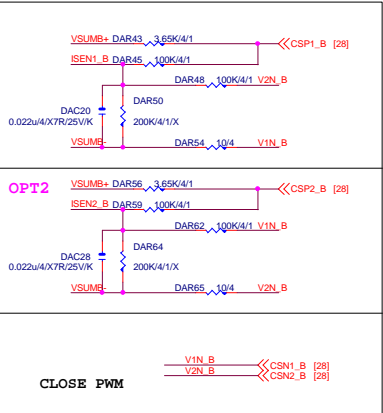 VSUMB+ DAR43 3.65K/4/1 CSP1_B [28]
ISEN1_B DAR45 100K/4/1
DAR48 100K/4/1 V2N_B
DAC20 DAR50
0.022u/4/X7R/25V/K 200K/4/1/X
VSUMB- DAR54 10/4 V1N_B
OPT2 VSUMB+ DAR56 3.65K/4/1 CSP2_B [28]
ISEN2_B DAR59 100K/4/1
DAR62 100K/4/1 V1N_B
DAC28 DAR64
0.022u/4/X7R/25V/K 200K/4/1/X
VSUMB- DAR65 10/4 V2N_B
V1N_B CSN1_B [28]
V2N_B CSN2_B [28]
CLOSE PWM